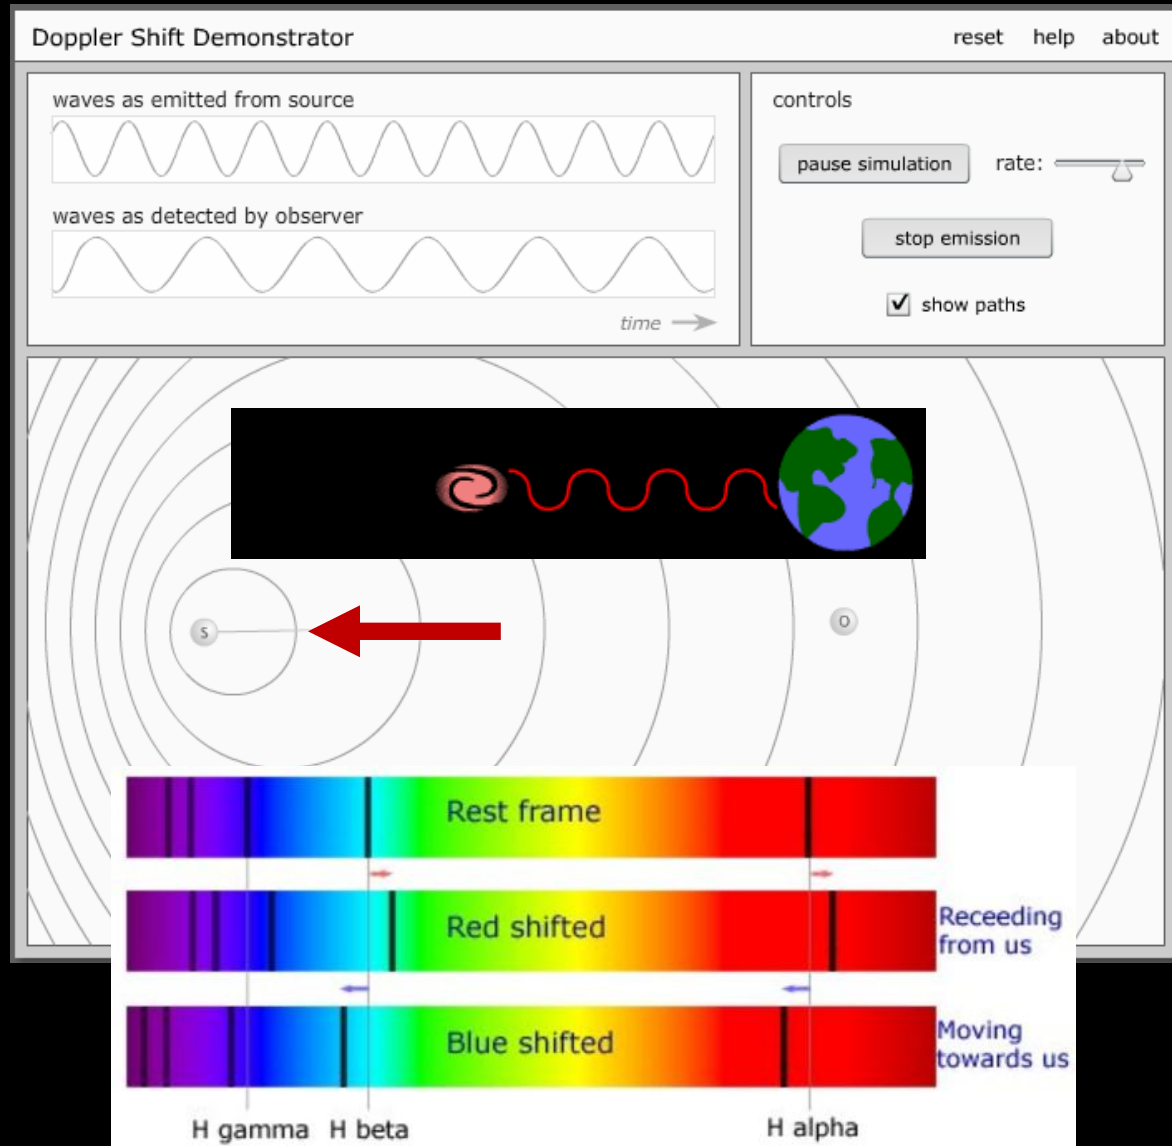 Doppler Shift Demonstrator
reset help about
waves as emitted from source
waves as detected by observer
time
controls
pause simulation rate:
stop emission
show paths
S
O
Rest frame
Red shifted
Receeding
from us
Blue shifted
Moving
towards us
H gamma H beta H alpha